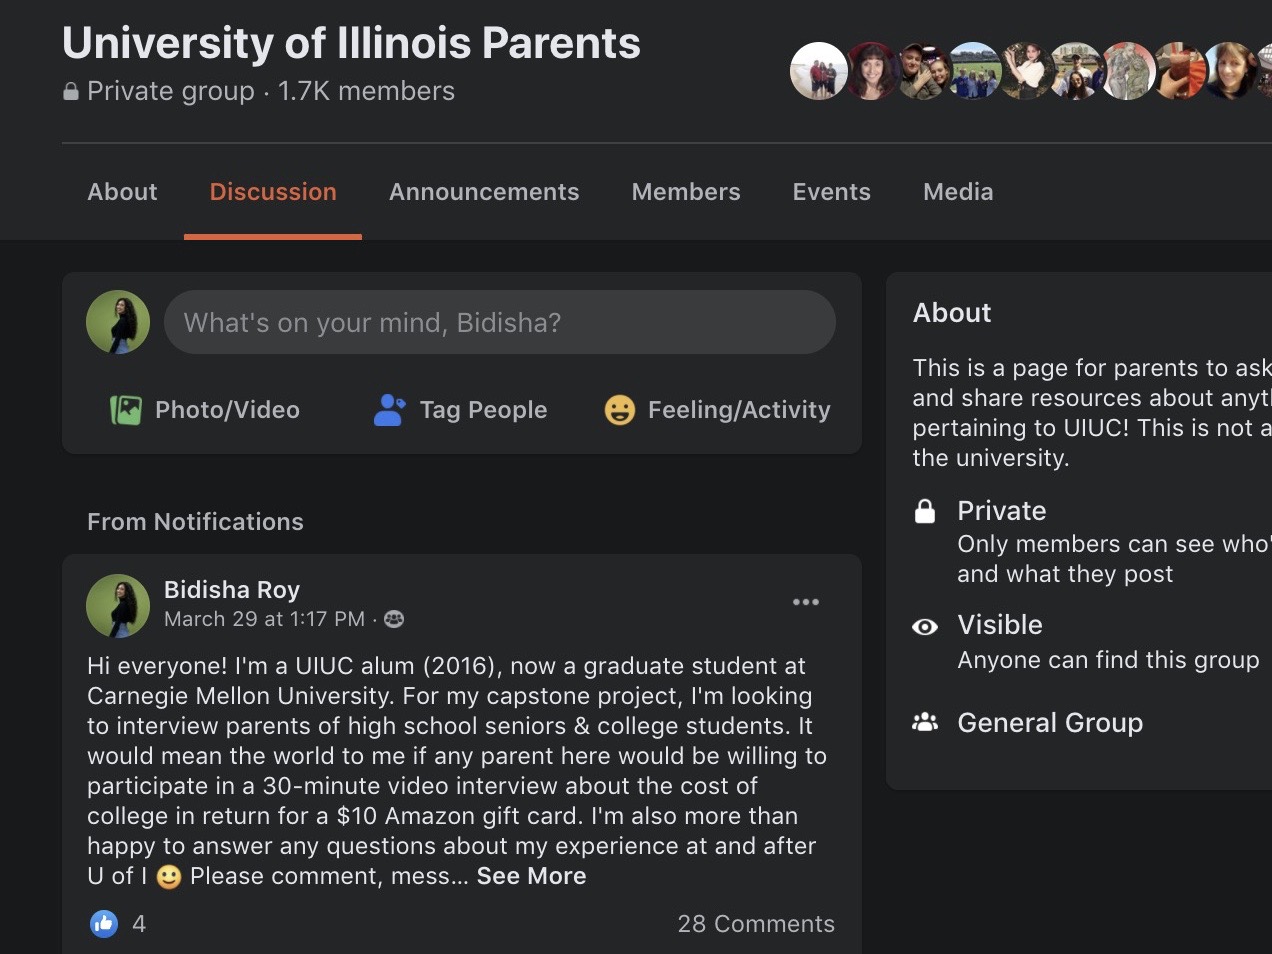 University of Illinois Parents
Private group · 1.7K members
About
Discussion
Announcements
Members
Events
Media
What's on your mind, Bidisha?
Photo/Video
Tag People
Feeling/Activity
From Notifications
Bidisha Roy
March 29 at 1:17 PM ·
Hi everyone! I'm a UIUC alum (2016), now a graduate student at
Carnegie Mellon University. For my capstone project, I'm looking
to interview parents of high school seniors & college students. It
would mean the world to me if any parent here would be willing to
participate in a 30-minute video interview about the cost of
college in return for a $10 Amazon gift card. I'm also more than
happy to answer any questions about my experience at and after
U of I 🙂 Please comment, mess... See More
4
28 Comments
About
This is a page for parents to ask
and share resources about anyt
pertaining to UIUC! This is not a
the university.
Private
Only members can see who'
and what they post
Visible
Anyone can find this group
General Group